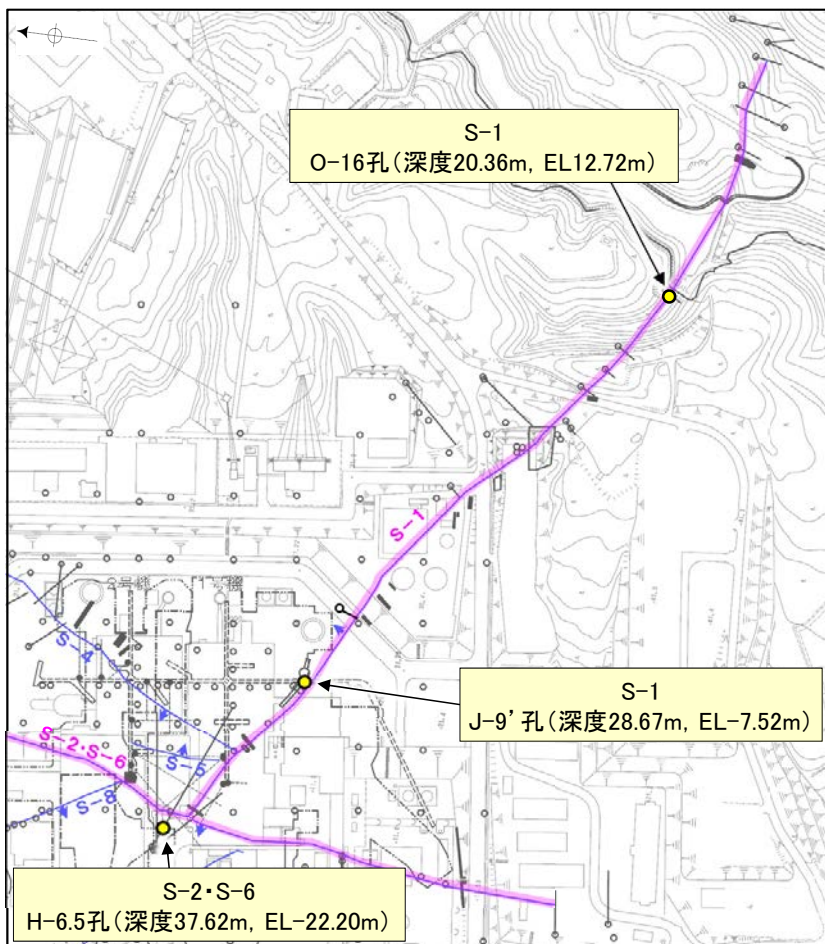 S-1
O-16孔(深度20.36m, EL12.72m)
S-1
S-4
S-1
J-9’孔(深度28.67m, EL-7.52m)
S-2・S-6
S-5
S-8
S-2・S-6
H-6.5孔(深度37.62m, EL-22.20m)